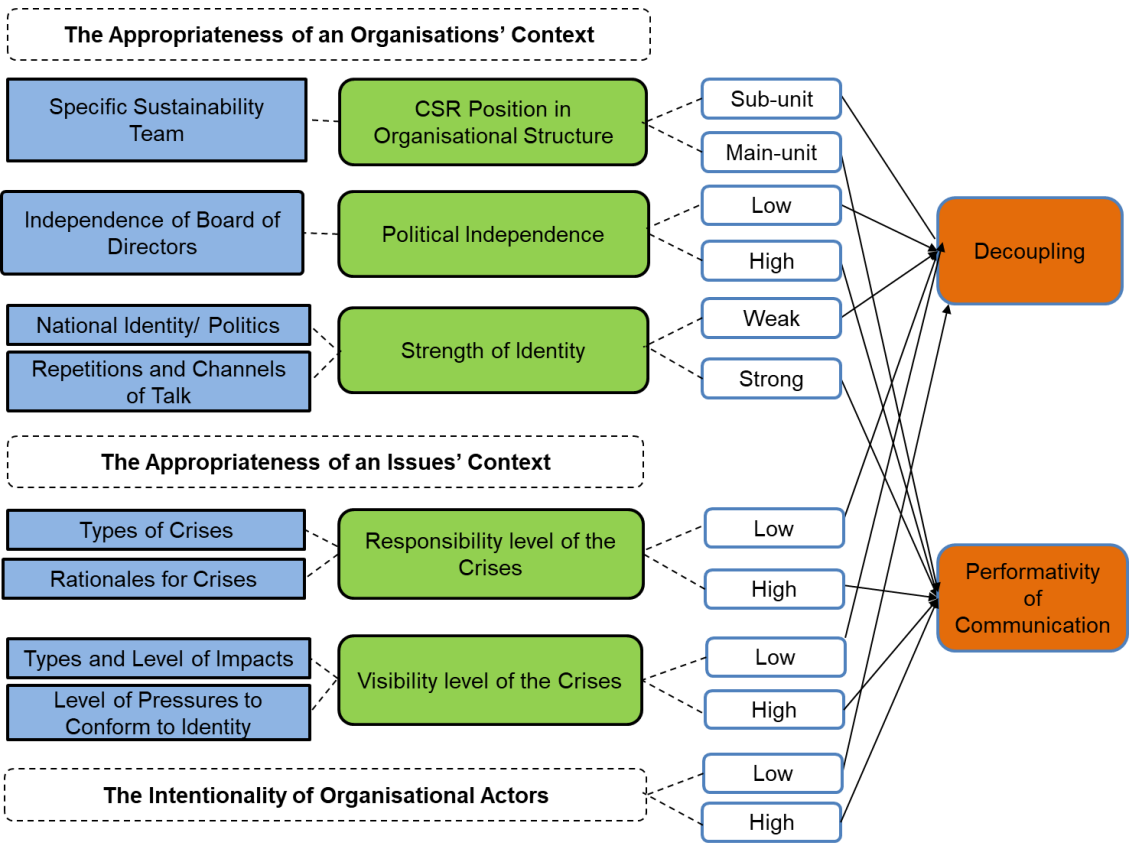 The Appropriateness of an Organisations’ Context
Specific Sustainability
Team
CSR Position in
Organisational Structure
Sub-unit
Main-unit
Independence of Board of
Directors
Political Independence
Low
High
Decoupling
National Identity/ Politics
Repetitions and Channels
of Talk
Strength of Identity
Weak
Strong
The Appropriateness of an Issues’ Context
Types of Crises
Rationales for Crises
Responsibility level of the
Crises
Low
High
Performativity
of
Communication
Types and Level of Impacts
Level of Pressures to
Conform to Identity
Visibility level of the Crises
Low
High
The Intentionality of Organisational Actors
Low
High